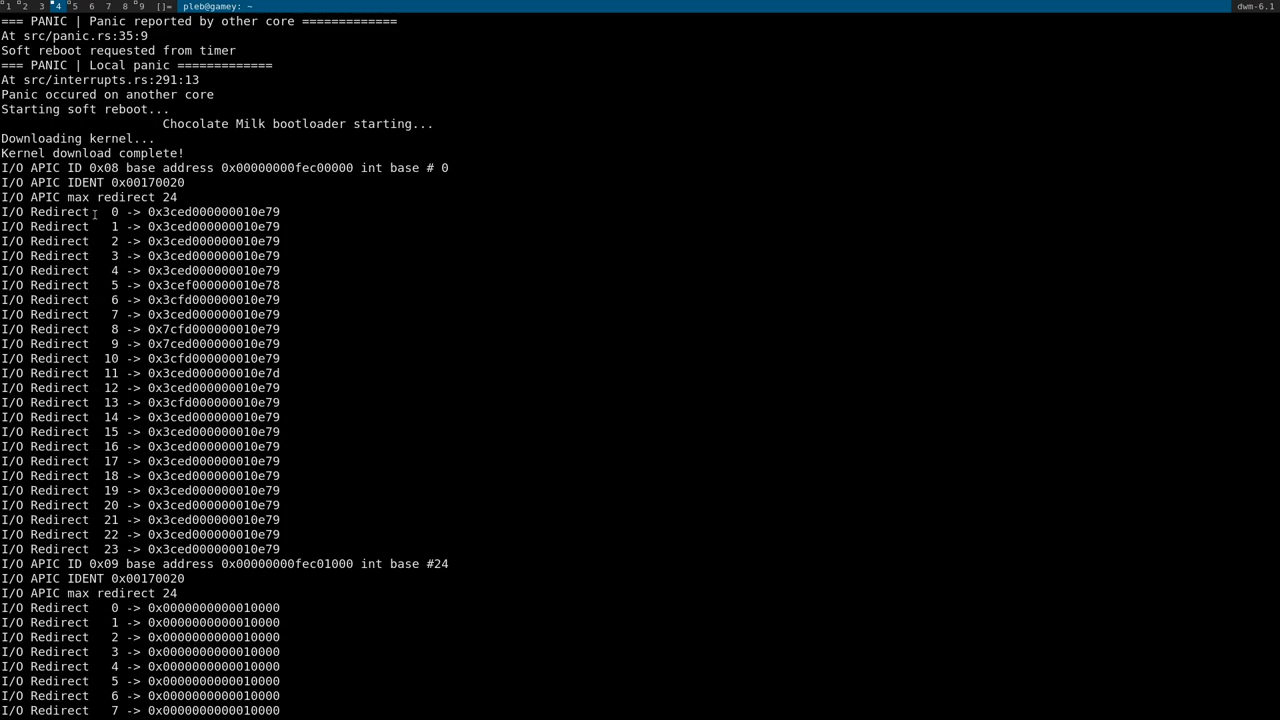 1 2 3 4 5 6 7 8 9 []= pleb@gamey: ~ dwm-6.1
=== PANIC | Panic reported by other core =============
At src/panic.rs:35:9
Soft reboot requested from timer
=== PANIC | Local panic =============
At src/interrupts.rs:291:13
Panic occured on another core
Starting soft reboot...
Chocolate Milk bootloader starting...
Downloading kernel...
Kernel download complete!
I/O APIC ID 0x08 base address 0x00000000fec00000 int base # 0
I/O APIC IDENT 0x00170020
I/O APIC max redirect 24
I/O Redirect   0 -> 0x3ced000000010e79
I/O Redirect   1 -> 0x3ced000000010e79
I/O Redirect   2 -> 0x3ced000000010e79
I/O Redirect   3 -> 0x3ced000000010e79
I/O Redirect   4 -> 0x3ced000000010e79
I/O Redirect   5 -> 0x3cef000000010e78
I/O Redirect   6 -> 0x3cfd000000010e79
I/O Redirect   7 -> 0x3ced000000010e79
I/O Redirect   8 -> 0x7cfd000000010e79
I/O Redirect   9 -> 0x7ced000000010e79
I/O Redirect  10 -> 0x3cfd000000010e79
I/O Redirect  11 -> 0x3ced000000010e7d
I/O Redirect  12 -> 0x3ced000000010e79
I/O Redirect  13 -> 0x3cfd000000010e79
I/O Redirect  14 -> 0x3ced000000010e79
I/O Redirect  15 -> 0x3ced000000010e79
I/O Redirect  16 -> 0x3ced000000010e79
I/O Redirect  17 -> 0x3ced000000010e79
I/O Redirect  18 -> 0x3ced000000010e79
I/O Redirect  19 -> 0x3ced000000010e79
I/O Redirect  20 -> 0x3ced000000010e79
I/O Redirect  21 -> 0x3ced000000010e79
I/O Redirect  22 -> 0x3ced000000010e79
I/O Redirect  23 -> 0x3ced000000010e79
I/O APIC ID 0x09 base address 0x00000000fec01000 int base #24
I/O APIC IDENT 0x00170020
I/O APIC max redirect 24
I/O Redirect   0 -> 0x0000000000010000
I/O Redirect   1 -> 0x0000000000010000
I/O Redirect   2 -> 0x0000000000010000
I/O Redirect   3 -> 0x0000000000010000
I/O Redirect   4 -> 0x0000000000010000
I/O Redirect   5 -> 0x0000000000010000
I/O Redirect   6 -> 0x0000000000010000
I/O Redirect   7 -> 0x0000000000010000